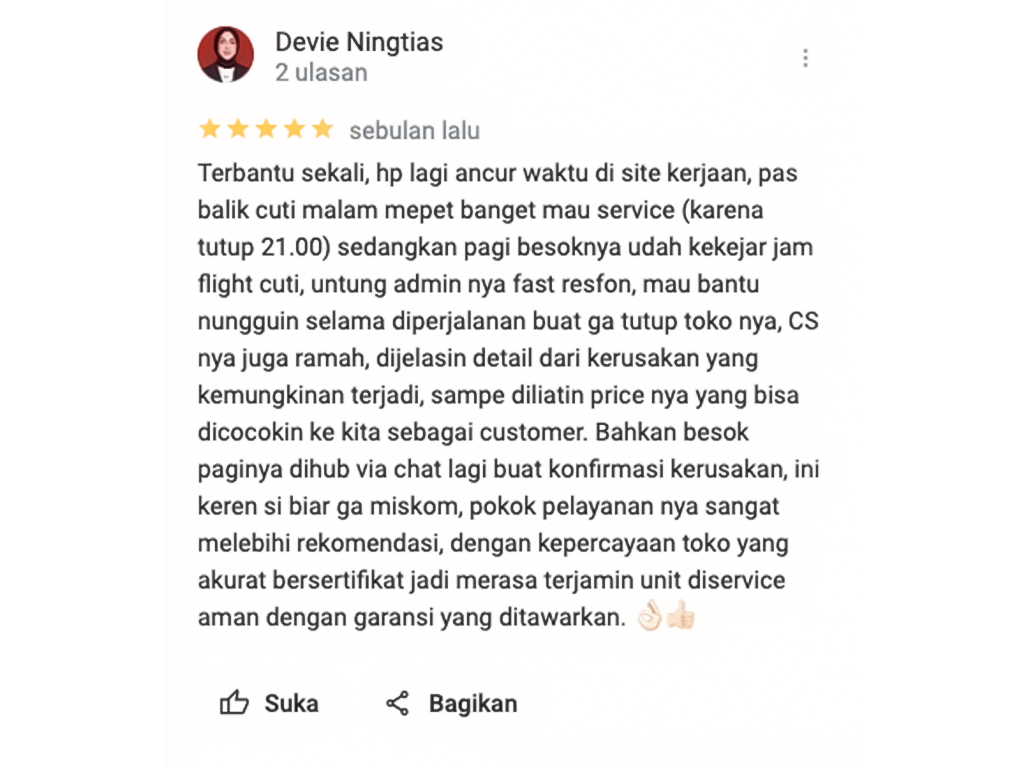 Devie Ningtias
2 ulasan
sebulan lalu
Terbantu sekali, hp lagi ancur waktu di site kerjaan, pas
balik cuti malam mepet banget mau service (karena
tutup 21.00) sedangkan pagi besoknya udah kekejar jam
flight cuti, untung admin nya fast resfon, mau bantu
nungguin selama diperjalanan buat ga tutup toko nya, CS
nya juga ramah, dijelasin detail dari kerusakan yang
kemungkinan terjadi, sampe diliatin price nya yang bisa
dicocokin ke kita sebagai customer. Bahkan besok
paginya dihub via chat lagi buat konfirmasi kerusakan, ini
keren si biar ga miskom, pokok pelayanan nya sangat
melebihi rekomendasi, dengan kepercayaan toko yang
akurat bersertifikat jadi merasa terjamin unit diservice
aman dengan garansi yang ditawarkan. 👌🏻👍🏻
Suka
Bagikan